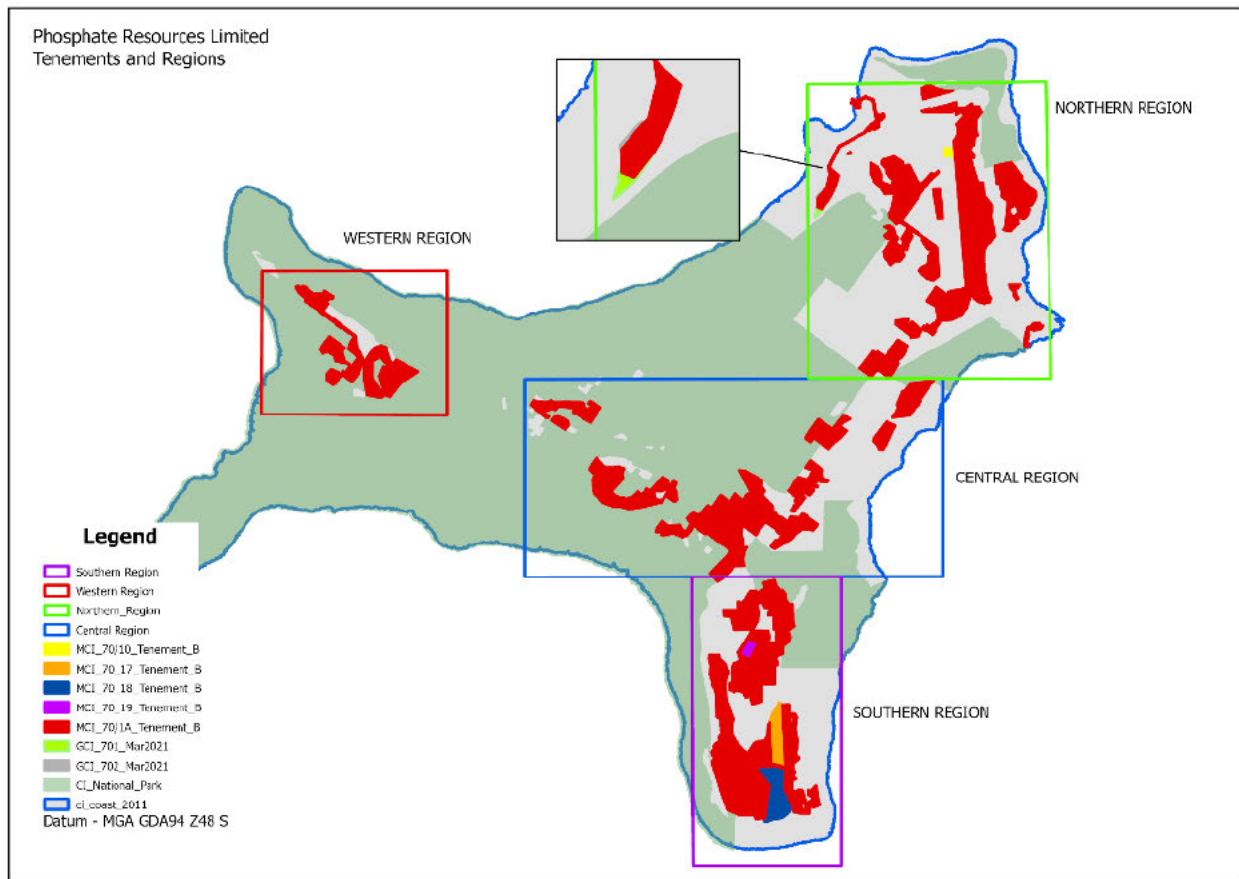 Phosphate Resources Limited
Tenements and Regions
NORTHERN REGION
WESTERN REGION
CENTRAL REGION
SOUTHERN REGION
Legend
Southern Region
Western Region
Northern_Region
Central Region
MCI_70/10_Tenement_B
MCI_70_17_Tenement_B
MCI_70_18_Tenement_B
MCI_70_19_Tenement_B
MCI_70/1A_Tenement_B
GCI_701_Mar2021
GCI_702_Mar2021
CI_National_Park
ci_coast_2011
Datum - MGA GDA94 Z48 S